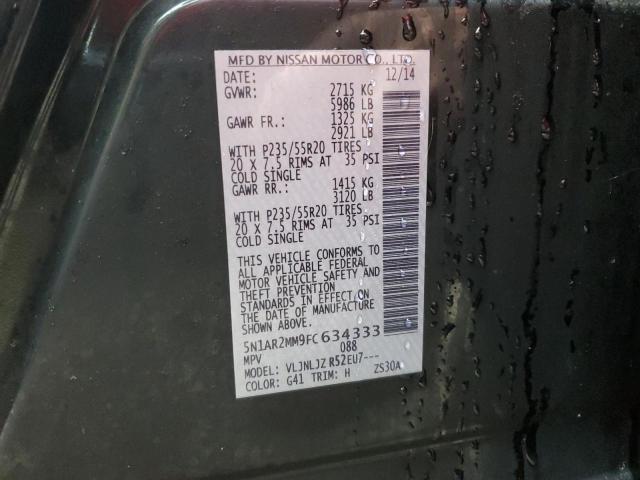 MFD BY NISSAN MOTOR CO., LTD.
DATE: 12/14
GVWR: 2715 KG
5986 LB
GAWR FR.: 1325 KG
2921 LB
WITH P235/55R20 TIRES
20 X 7.5 RIMS AT 35 PSI
COLD SINGLE
GAWR RR.: 1415 KG
3120 LB
WITH P235/55R20 TIRES
20 X 7.5 RIMS AT 35 PSI
COLD SINGLE
THIS VEHICLE CONFORMS TO
ALL APPLICABLE FEDERAL
MOTOR VEHICLE SAFETY AND
THEFT PREVENTION
STANDARDS IN EFFECT ON
THE DATE OF MANUFACTURE
SHOWN ABOVE.
5N1AR2MM9FC634333
MPV 088
MODEL: VLJNLJZ R52EU7---
COLOR: G41 TRIM: H ZS30A